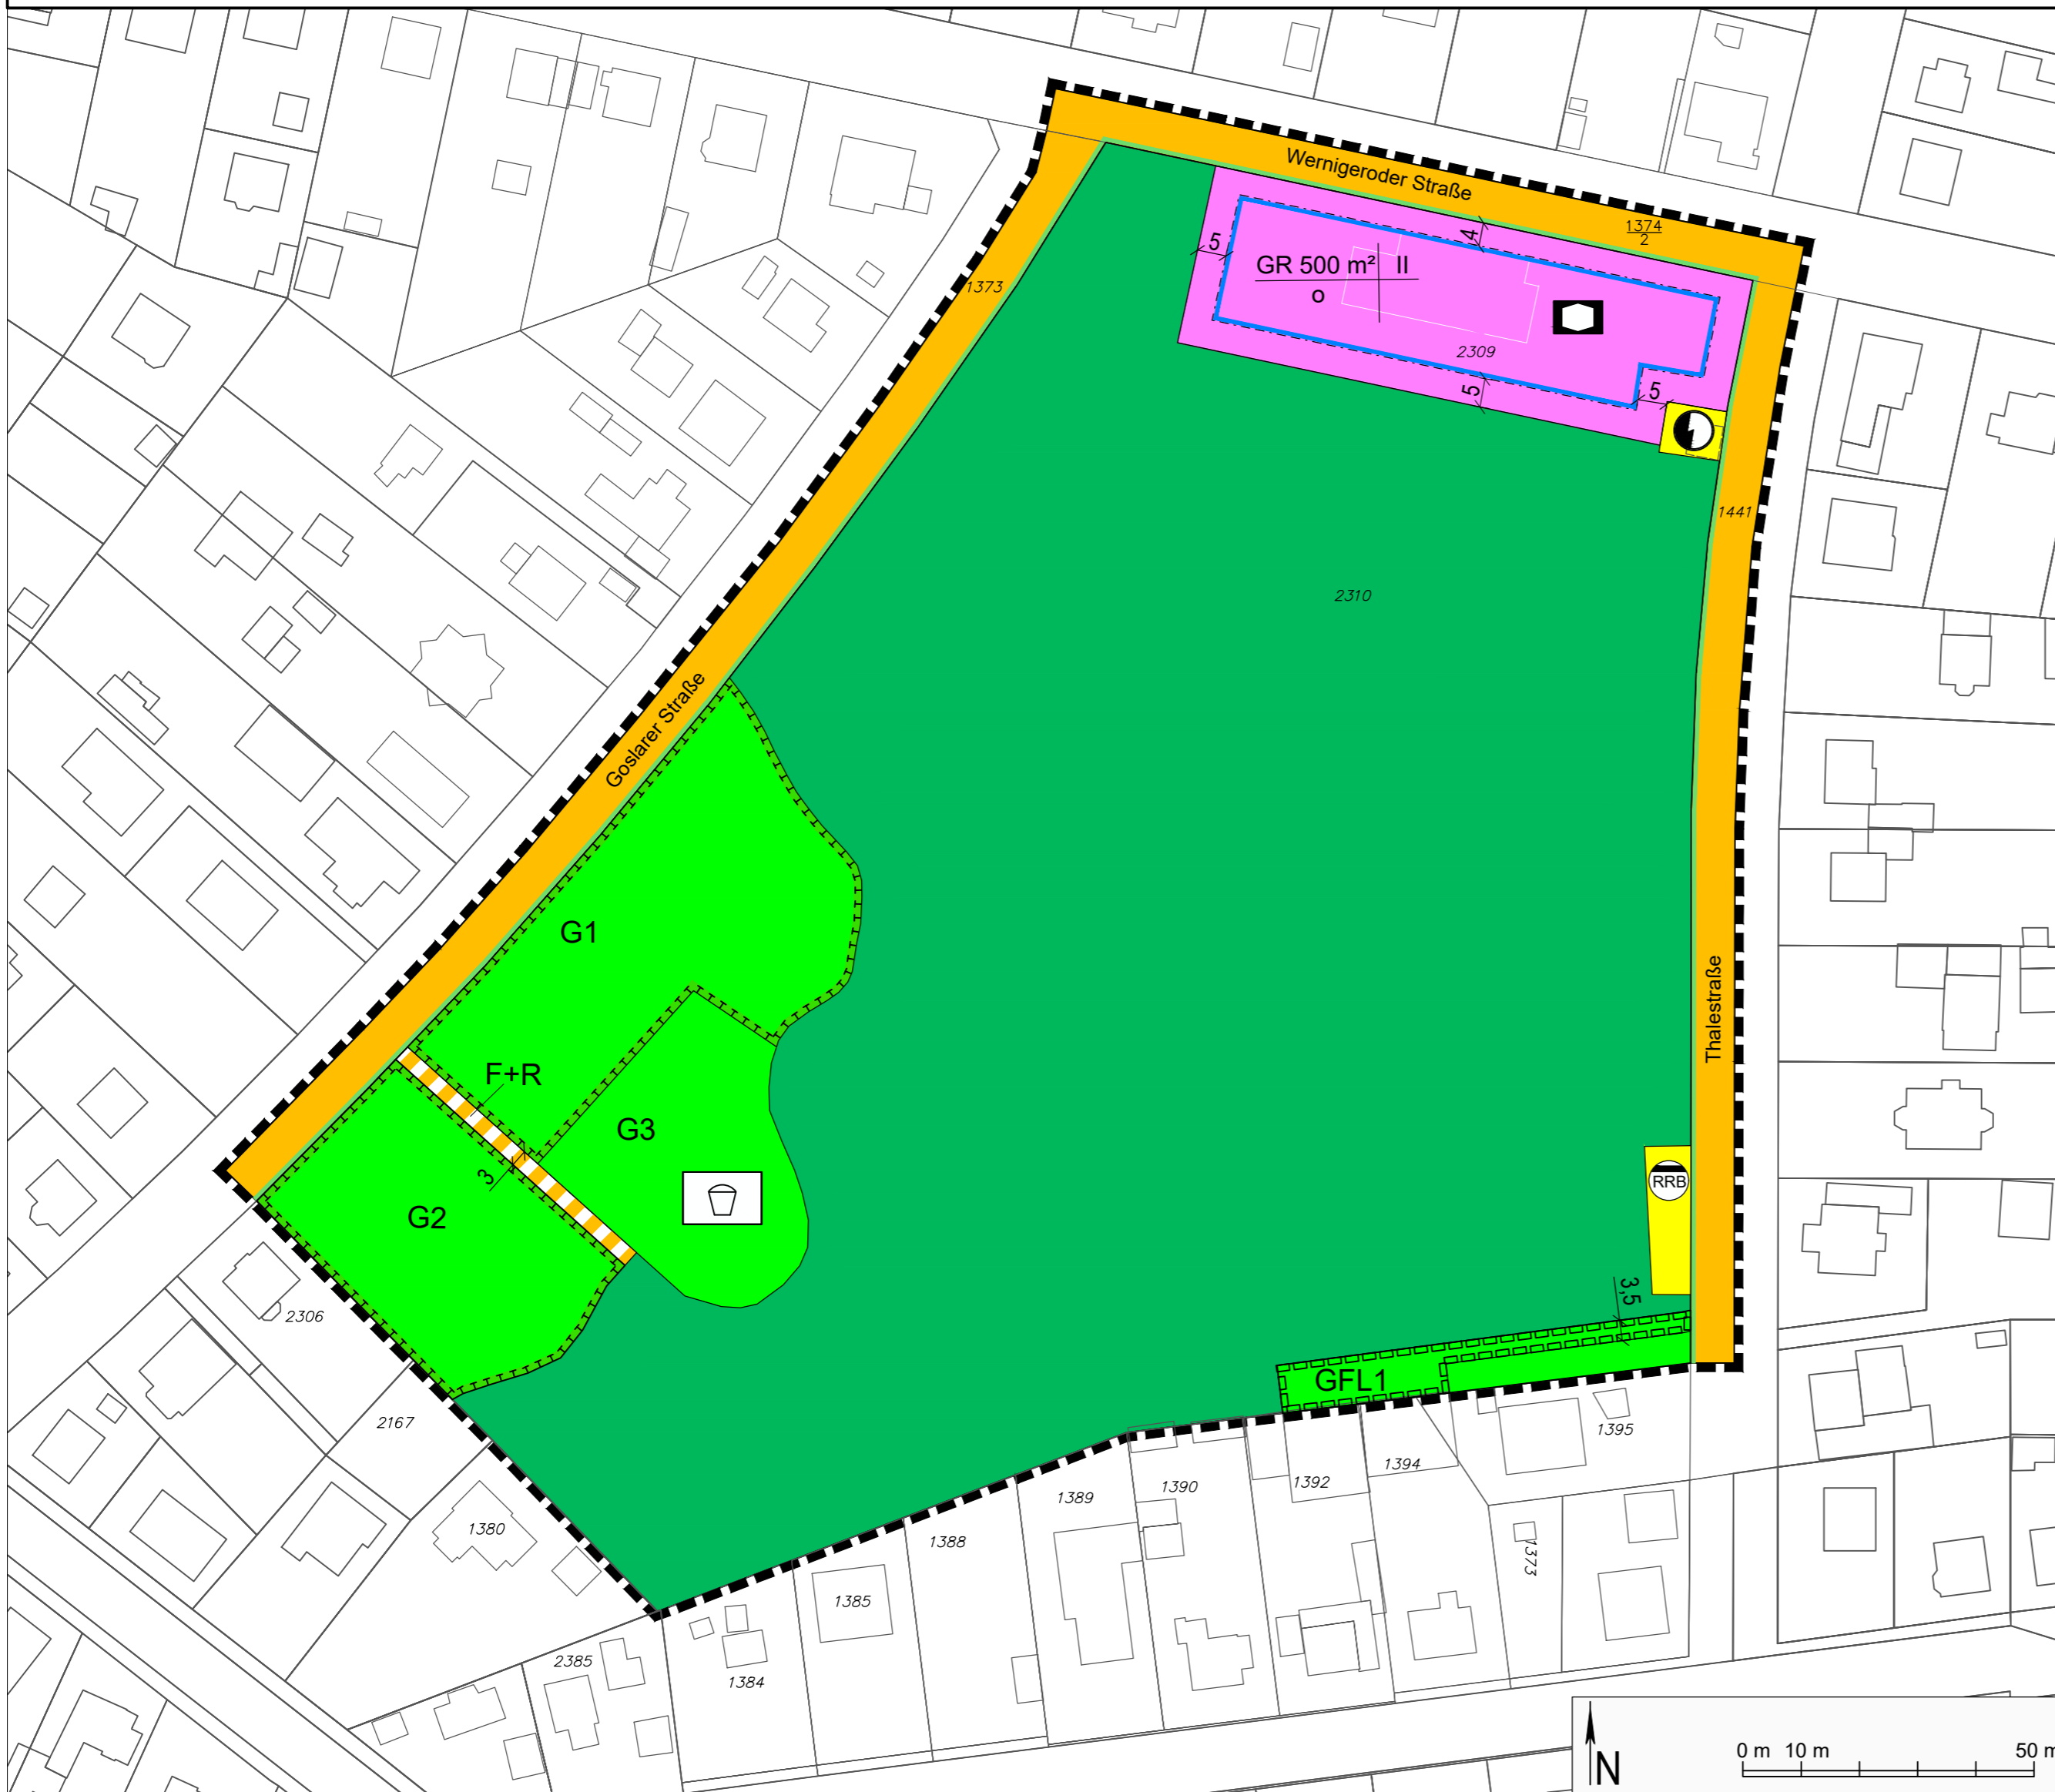 Wernigeroder Straße
1374
2
5
4
GR 500 m² II
o
1373
2309
5
5
1441
2310
Goslarer Straße
G1
Thalestraße
F+R
G3
3
RRB
G2
3,5
2306
GFL1
2167
1395
1394
1392
1390
1389
1380
1388
1373
1385
2385
1384
N
0 m 10 m 50 m